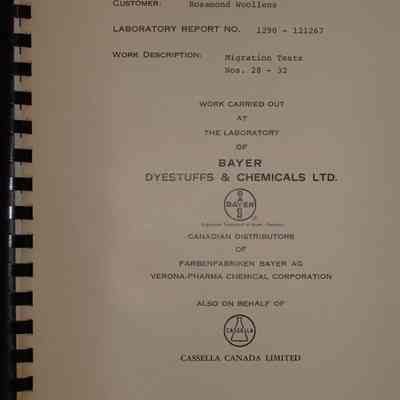 CUSTOMER: Rosamond Woollens
LABORATORY REPORT NO. 1290 - 121267
WORK DESCRIPTION: Migration Tests
Nos. 28 - 32
WORK CARRIED OUT
AT
THE LABORATORY
OF
BAYER
DYESTUFFS & CHEMICALS LTD.
BAYER
CANADIAN DISTRIBUTORS
OF
FARBENFABRIKEN BAYER AG
VERONA-PHARMA CHEMICAL CORPORATION
ALSO ON BEHALF OF
CASSELLA
CASSELLA CANADA LIMITED